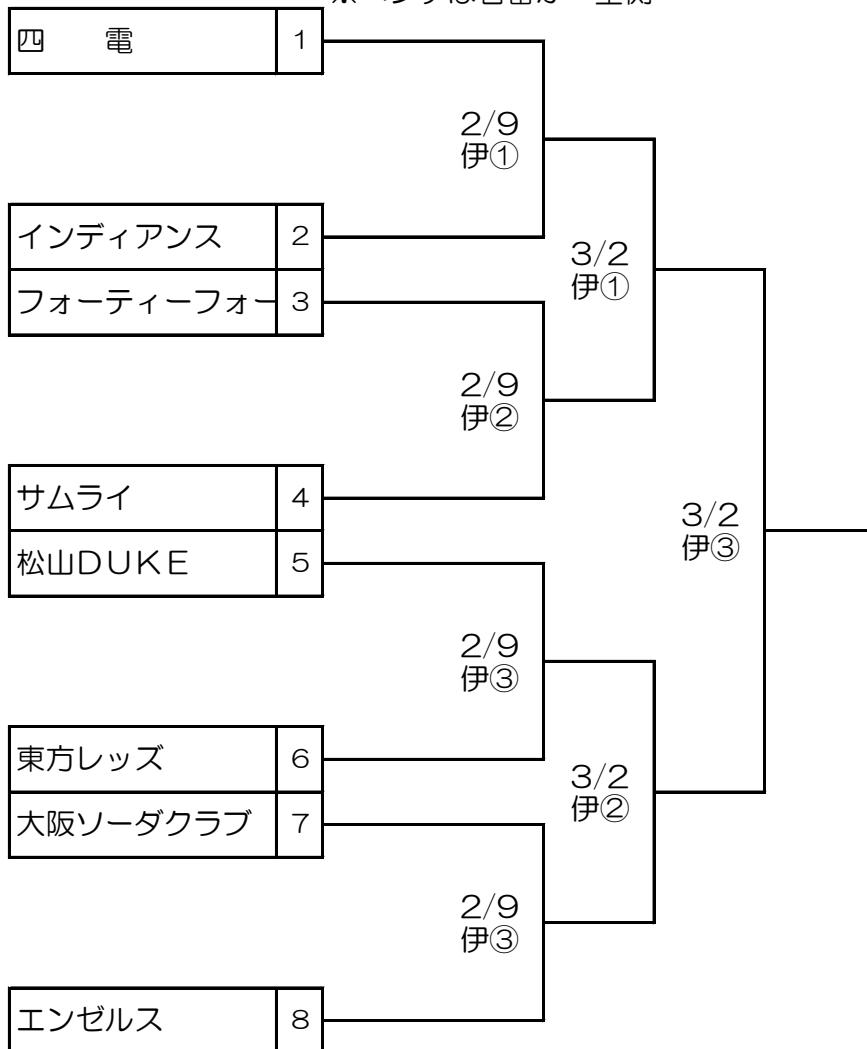 四　電 1
2/9
伊①
インディアンス 2
3/2
伊①
フォーティーフォー 3
2/9
伊②
サムライ 4
3/2
伊③
松山DUKE 5
2/9
伊③
東方レッズ 6
3/2
伊②
大阪ソーダクラブ 7
2/9
伊③
エンゼルス 8